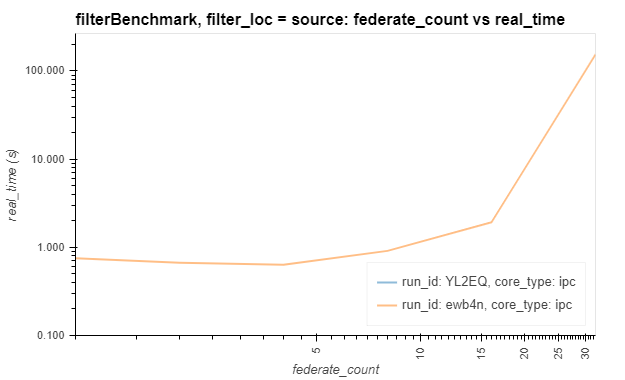 filterBenchmark, filter_loc = source: federate_count vs real_time
100.000
10.000
1.000
0.100
real_time (s)
run_id: YL2EQ, core_type: ipc
run_id: ewb4n, core_type: ipc
5
10
15
20
25
30
federate_count